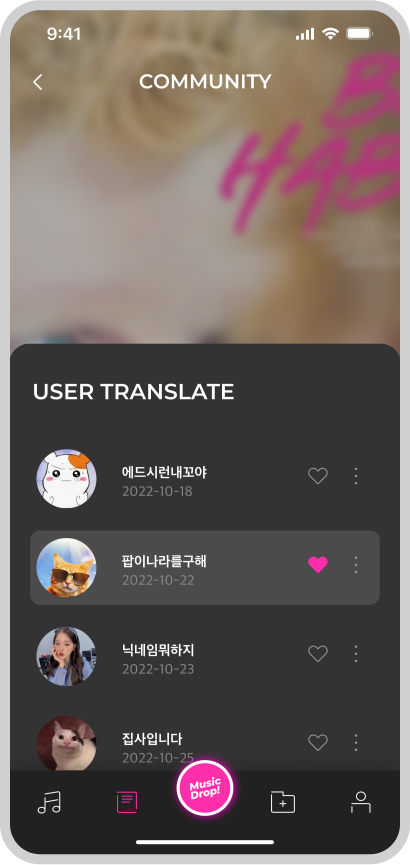 9:41
COMMUNITY
B
HAB
USER TRANSLATE
에드시런내꼬야
2022-10-18
팝이나라를구해
2022-10-22
닉네임뭐하지
2022-10-23
집사입니다
2022-10-25
Music
Drop!